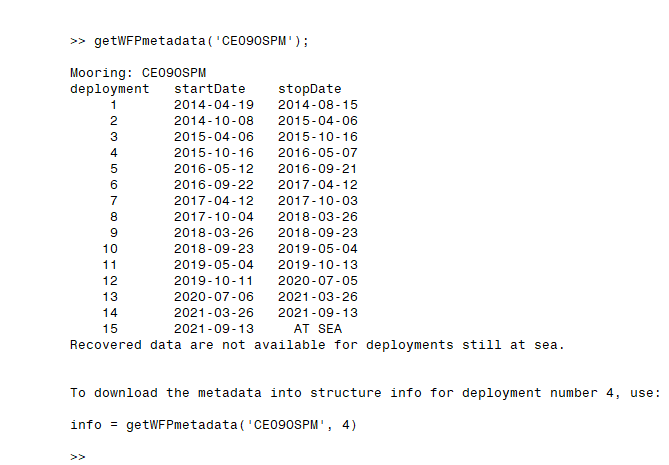 >> getWFPmetadata('CE09OSPM');
Mooring: CE09OSPM
deployment startDate stopDate
1 2014-04-19 2014-08-15
2 2014-10-08 2015-04-06
3 2015-04-06 2015-10-16
4 2015-10-16 2016-05-07
5 2016-05-12 2016-09-21
6 2016-09-22 2017-04-12
7 2017-04-12 2017-10-03
8 2017-10-04 2018-03-26
9 2018-03-26 2018-09-23
10 2018-09-23 2019-05-04
11 2019-05-04 2019-10-13
12 2019-10-11 2020-07-05
13 2020-07-06 2021-03-26
14 2021-03-26 2021-09-13
15 2021-09-13 AT SEA
Recovered data are not available for deployments still at sea.
To download the metadata into structure info for deployment number 4, use:
info = getWFPmetadata('CE09OSPM', 4)
>>